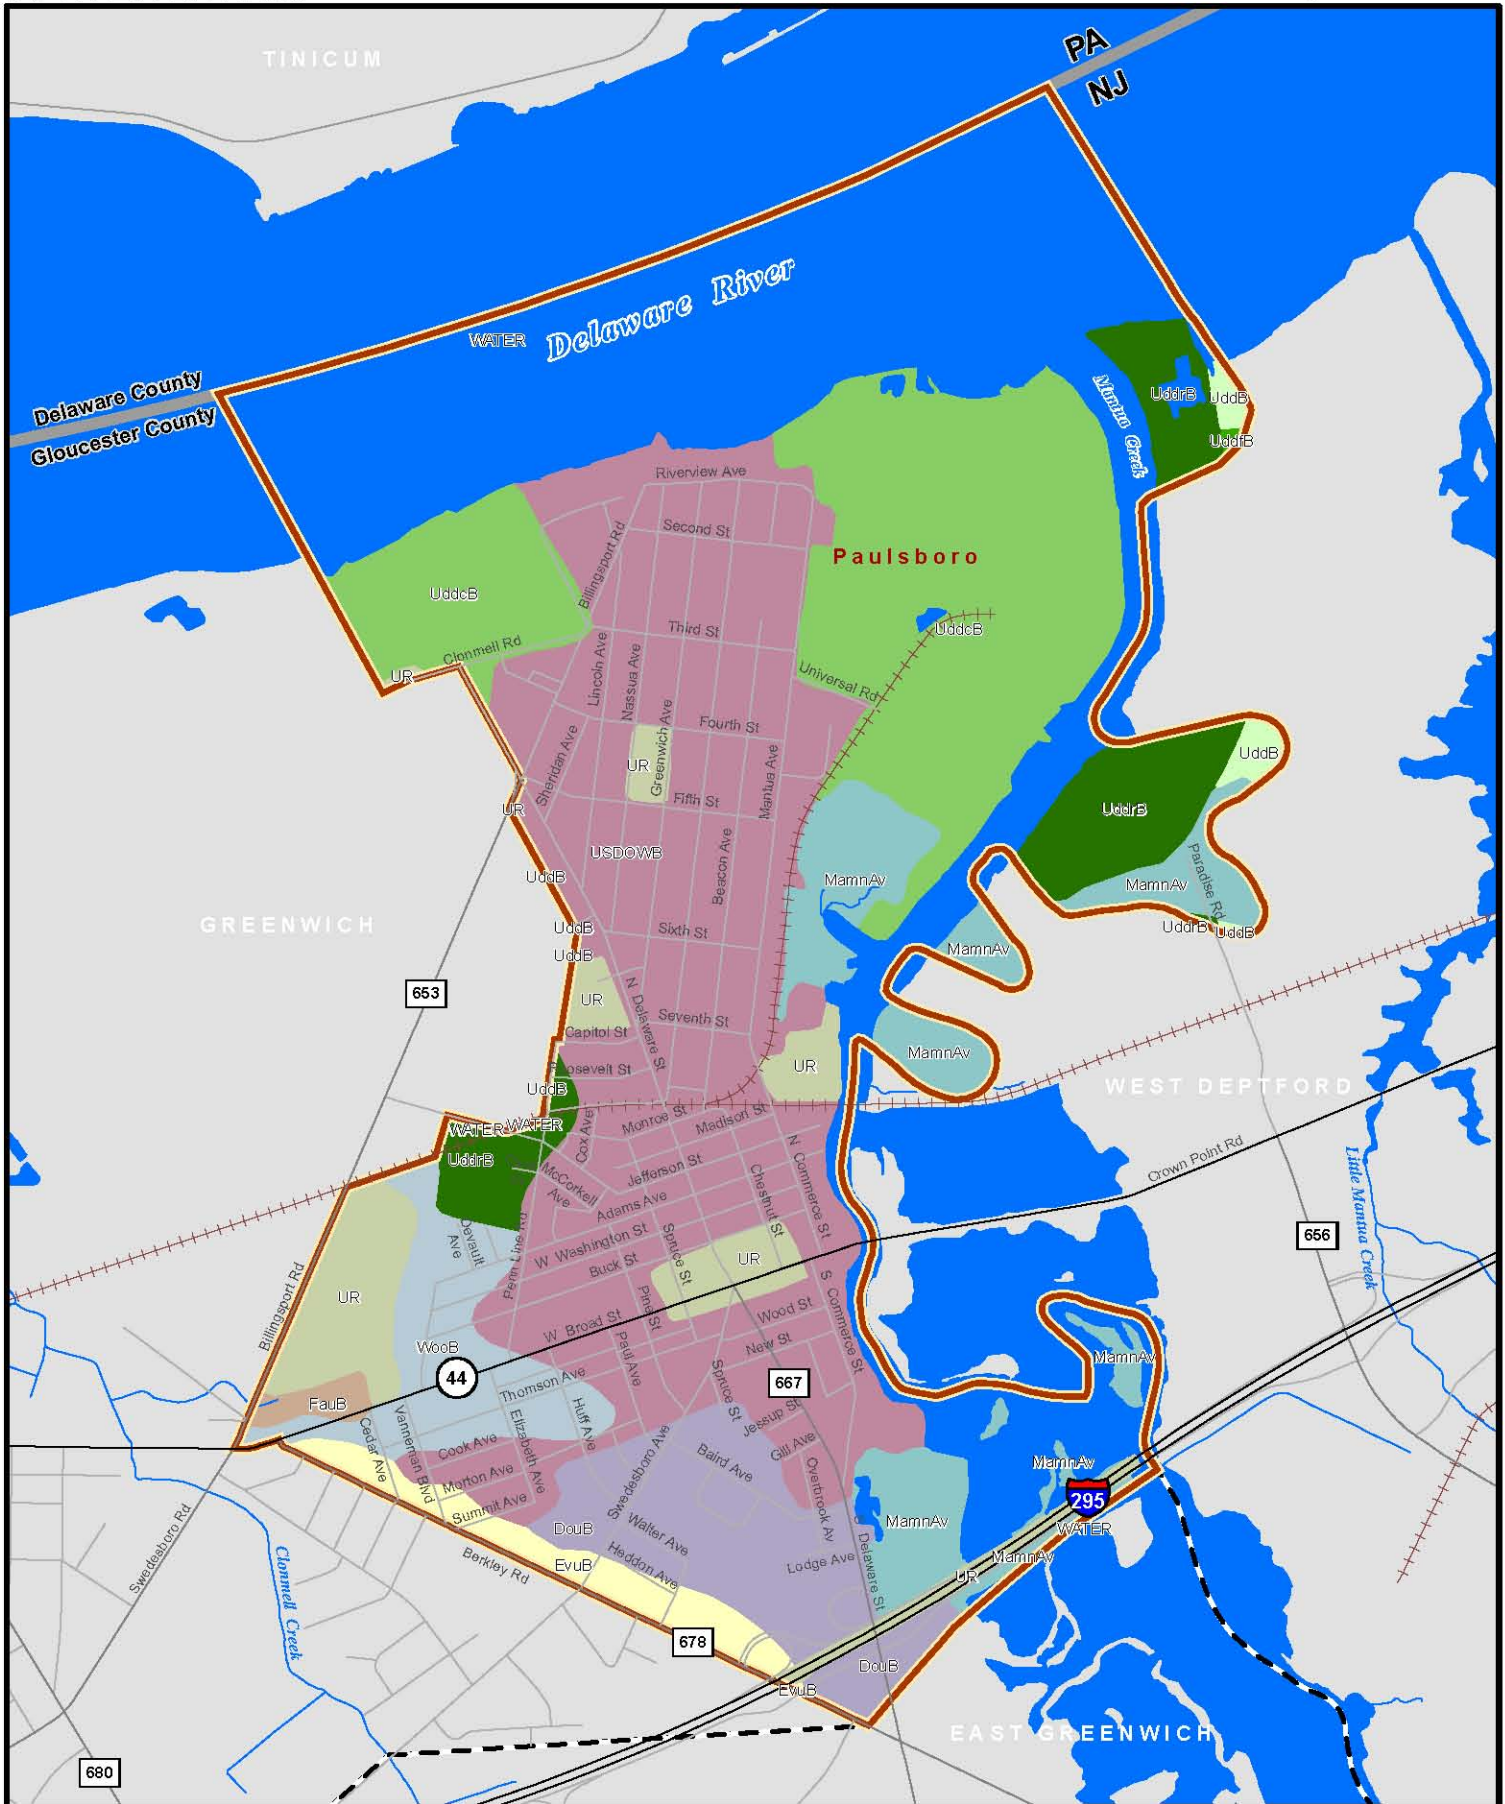 TINICUM
PA
NJ
Delaware River
WATER
Delaware County
Gloucester County
Mantua Creek
UddrB
UddB
UddfB
Riverview Ave
Second St
Billingsport Rd
Paulsboro
UddcB
Third St
UddcB
Clonmell Rd
UR
Lincoln Ave
Nassua Ave
Universal Rd
Greenwich Ave
Fourth St
Sheridan Ave
UR
Mantua Ave
UddB
UR
Fifth St
UddrB
USDOWB
Beacon Ave
Paradise Rd
UddB
MamnAv
MamnAv
GREENWICH
UddB
Sixth St
UddrB
UddB
UddB
MamnAv
653
UR
N Delaware St
Seventh St
Capitol St
MamnAv
UR
osevelt St
UddB
WEST DEPTFORD
WATER
WATER
Cox Ave
Monroe St
Madison St
N Commerce St
UddrB
McCorkell Ave
Jefferson St
Chestnut St
Crown Point Rd
Little Mantua Creek
Adams Ave
Devault Ave
Penn Line Rd
W Washington St
Spruce St
656
Buck St
UR
UR
Billingsport Rd
Pine St
S Commerce St
Wood St
W Broad St
WooB
New St
Paul Ave
MamnAv
44
Thomson Ave
Spruce St
667
FauB
Cedar Ave
Vanneman Blvd
Elizabeth Ave
Huff Ave
Jessup St
Cook Ave
Swedesboro Ave
Baird Ave
Gill Ave
MamnAv
Morton Ave
Overbrook Av
295
Summit Ave
DouB
Walter Ave
MamnAv
WATER
Swedesboro Rd
Clonmell Creek
Berkley Rd
EvuB
Heddon Ave
Lodge Ave
S Delaware St
MamnAv
UR
678
DouB
EvuB
EAST GREENWICH
680